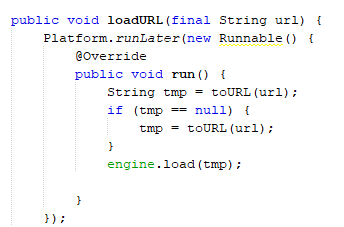 public void loadURL(final String url) {
    Platform.runLater(new Runnable() {
        @Override
        public void run() {
            String tmp = toURL(url);
            if (tmp == null) {
                tmp = toURL(url);
            }
            engine.load(tmp);
        }
    });